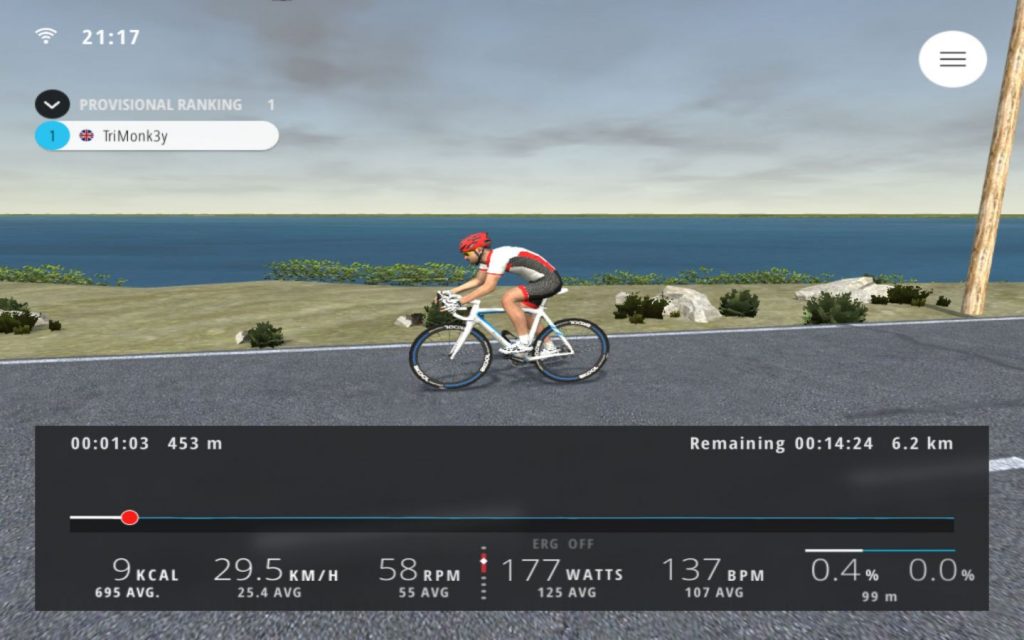 21:17
PROVISIONAL RANKING 1
1 TriMonk3y
00:01:03 453 m Remaining 00:14:24 6.2 km
ERG OFF
9 KCAL 29.5 KM/H 58 RPM 177 WATTS 137 BPM 0.4 % 0.0 %
695 AVG. 25.4 AVG 55 AVG 125 AVG 107 AVG 99 m